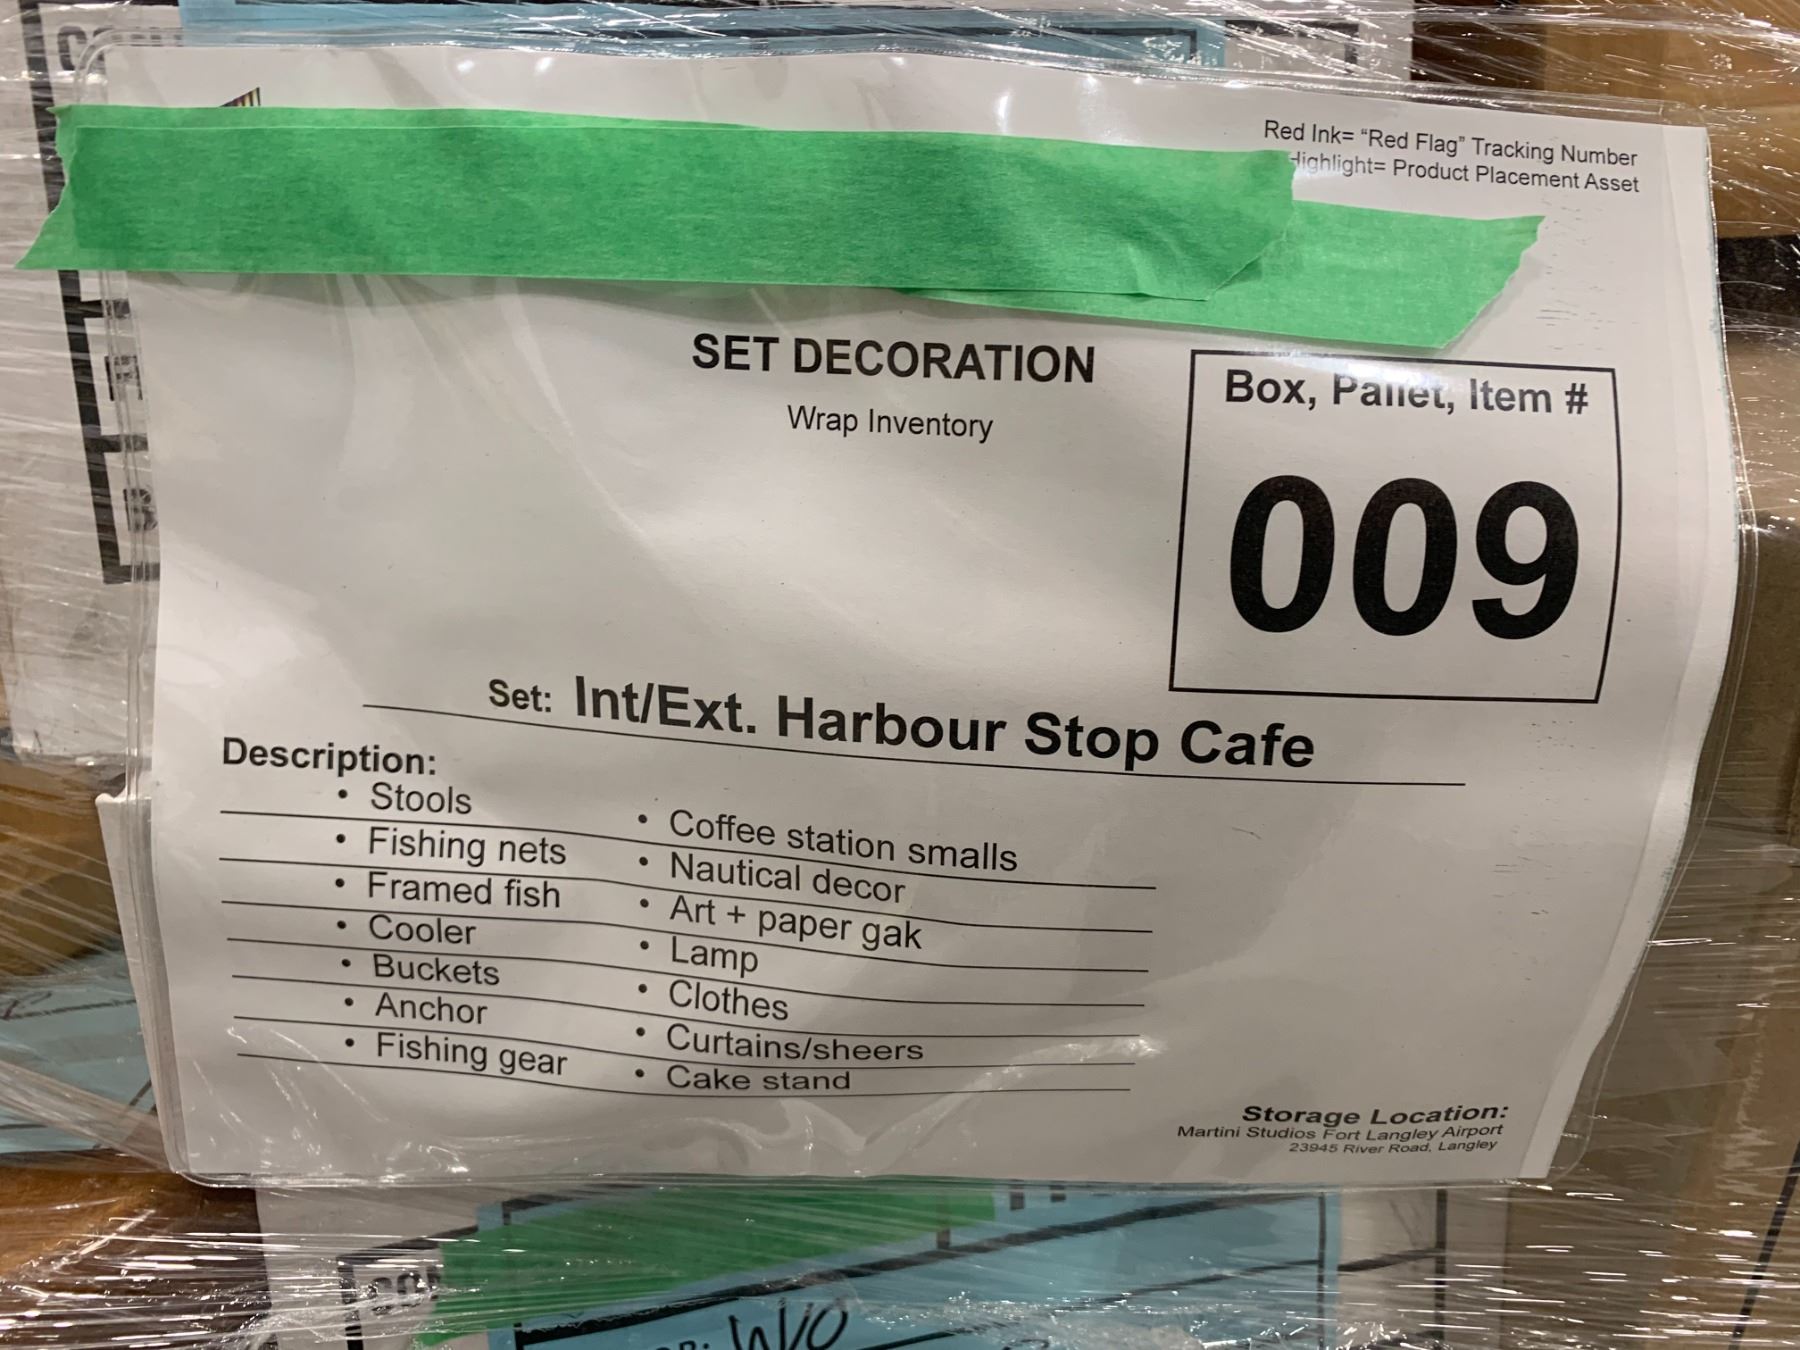 Red Ink= “Red Flag” Tracking Number
Highlight= Product Placement Asset
SET DECORATION
Wrap Inventory
Box, Pallet, Item #
009
Set: Int/Ext. Harbour Stop Cafe
Description:
• Stools
• Fishing nets
• Framed fish
• Cooler
• Buckets
• Anchor
• Fishing gear
• Coffee station smalls
• Nautical decor
• Art + paper gak
• Lamp
• Clothes
• Curtains/sheers
• Cake stand
Storage Location:
Martini Studios Fort Langley Airport
23945 River Road, Langley
W/O